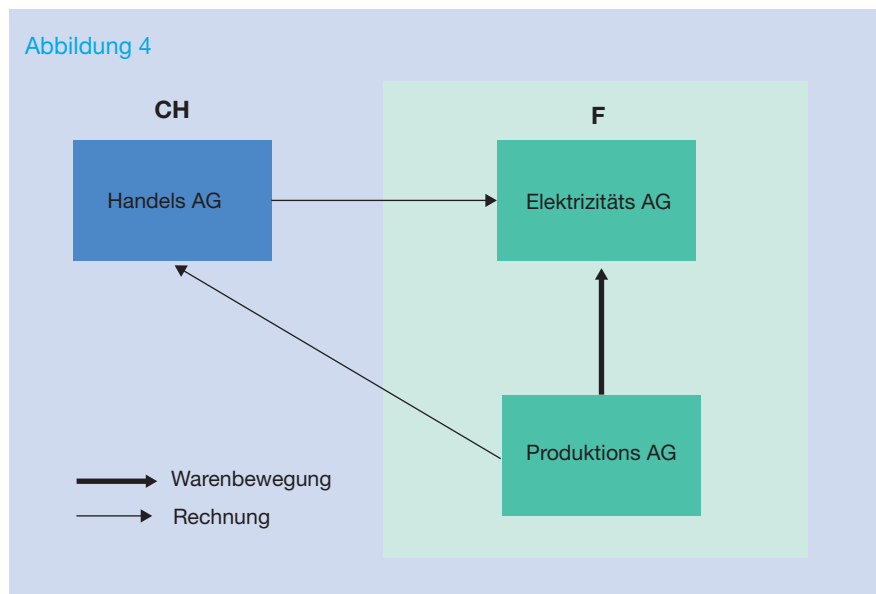 Abbildung 4
CH
F
Handels AG
Elektrizitäts AG
Produktions AG
Warenbewegung
Rechnung